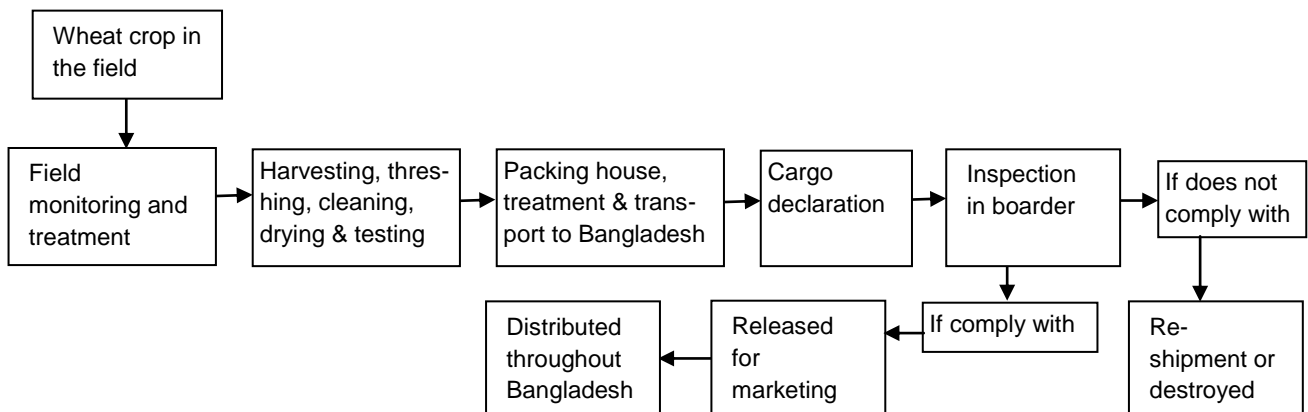 Wheat crop in
the field
Field
monitoring and
treatment
Harvesting, thres-
hing, cleaning,
drying & testing
Packing house,
treatment & trans-
port to Bangladesh
Cargo
declaration
Inspection
in boarder
If does not
comply with
Distributed
throughout
Bangladesh
Released
for
marketing
If comply with
Re-
shipment or
destroyed